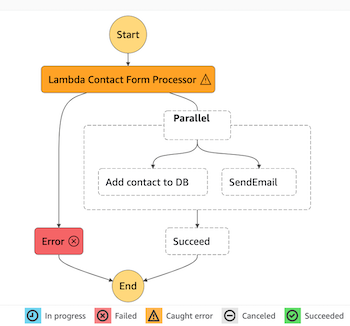 Start
Lambda Contact Form Processor
Parallel
Add contact to DB
SendEmail
Error
Succeed
End
In progress
Failed
Caught error
Canceled
Succeeded